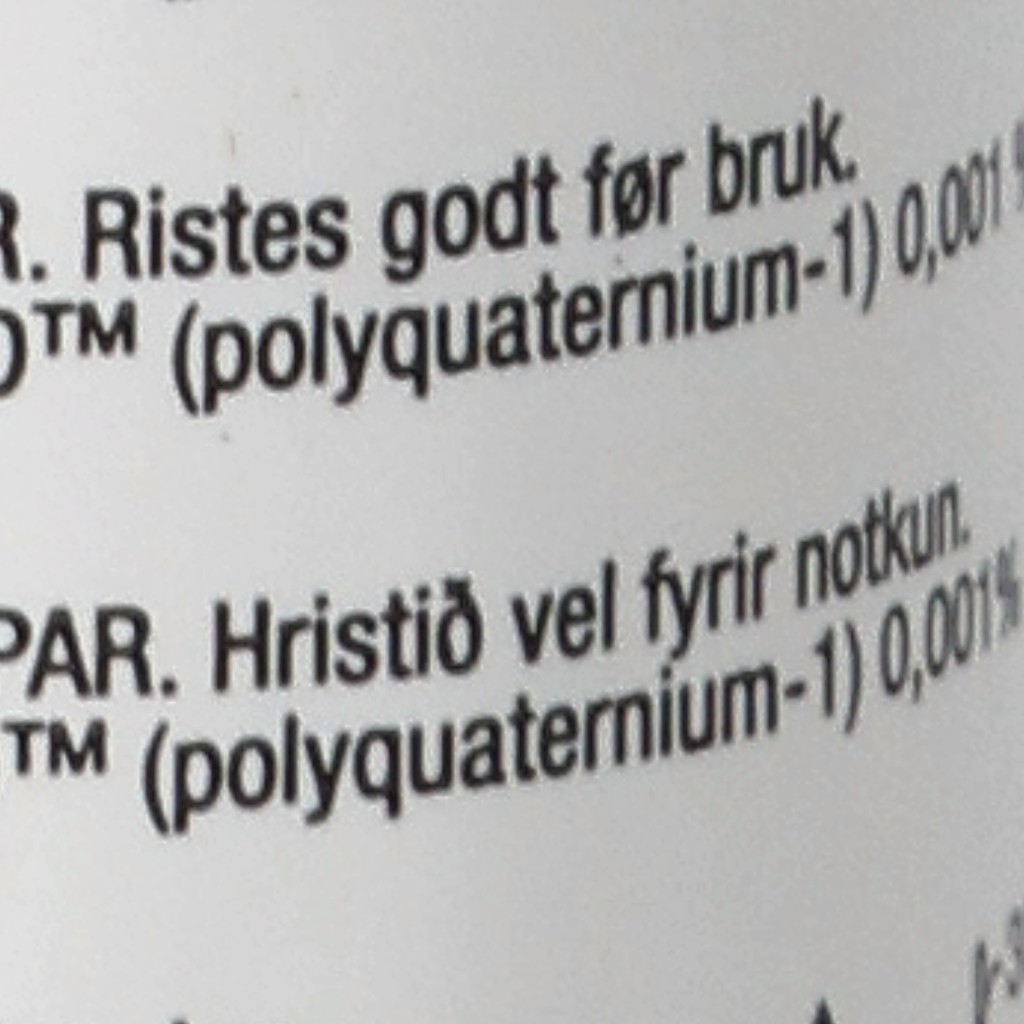 R. Ristes godt før bruk.
™ (polyquaternium-1) 0,001 %
PAR. Hristið vel fyrir notkun.
™ (polyquaternium-1) 0,001%